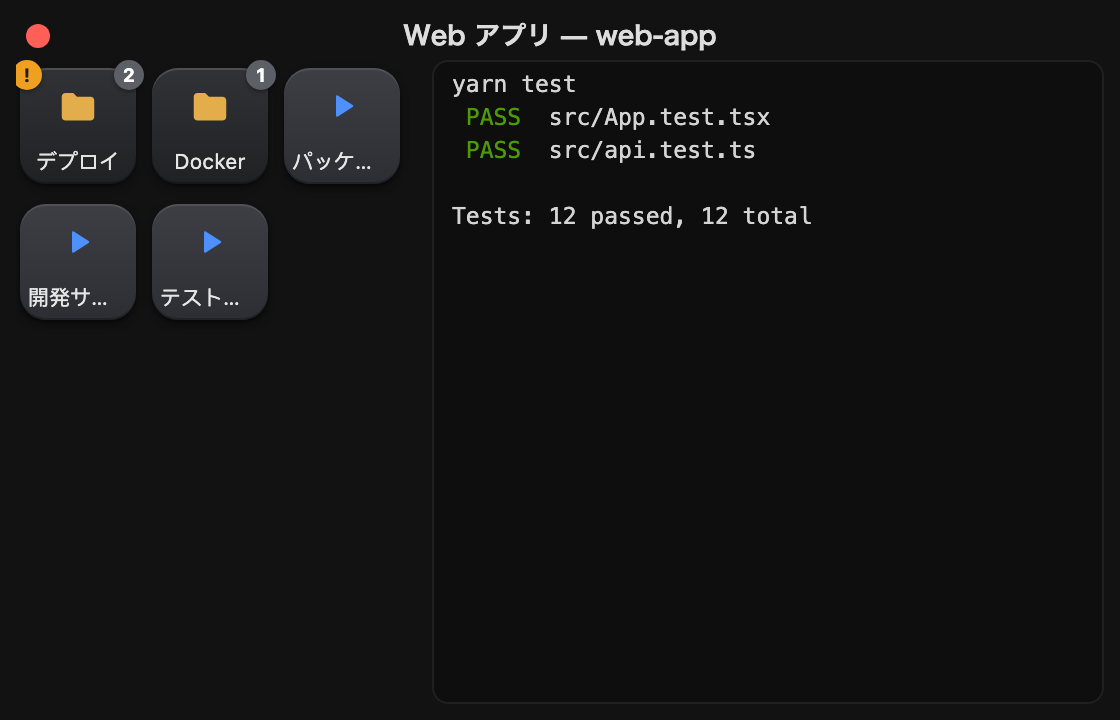 Web アプリ — web-app
!
2
デプロイ
1
Docker
パッケ...
開発サ...
テスト...
yarn test
PASS src/App.test.tsx
PASS src/api.test.ts
Tests: 12 passed, 12 total